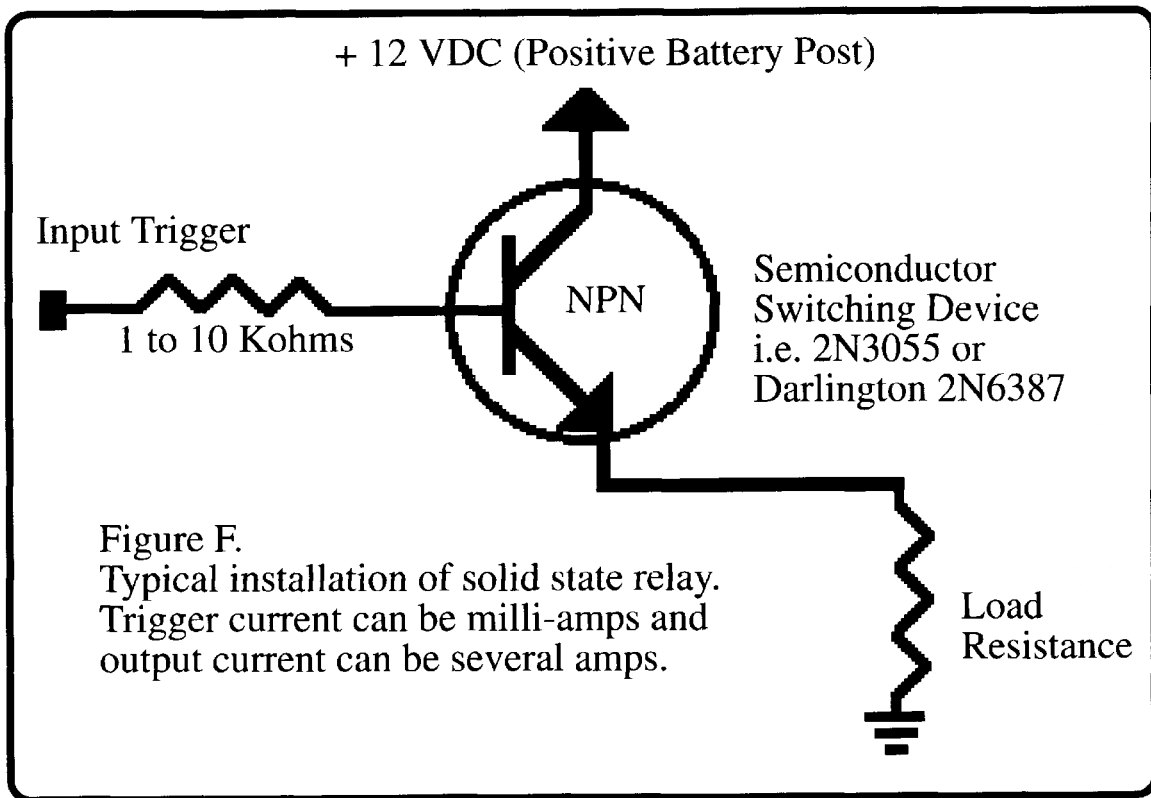 + 12 VDC (Positive Battery Post)
Input Trigger
1 to 10 Kohms
NPN
Semiconductor
Switching Device
i.e. 2N3055 or
Darlington 2N6387
Figure F.
Typical installation of solid state relay.
Trigger current can be milli-amps and
output current can be several amps.
Load
Resistance